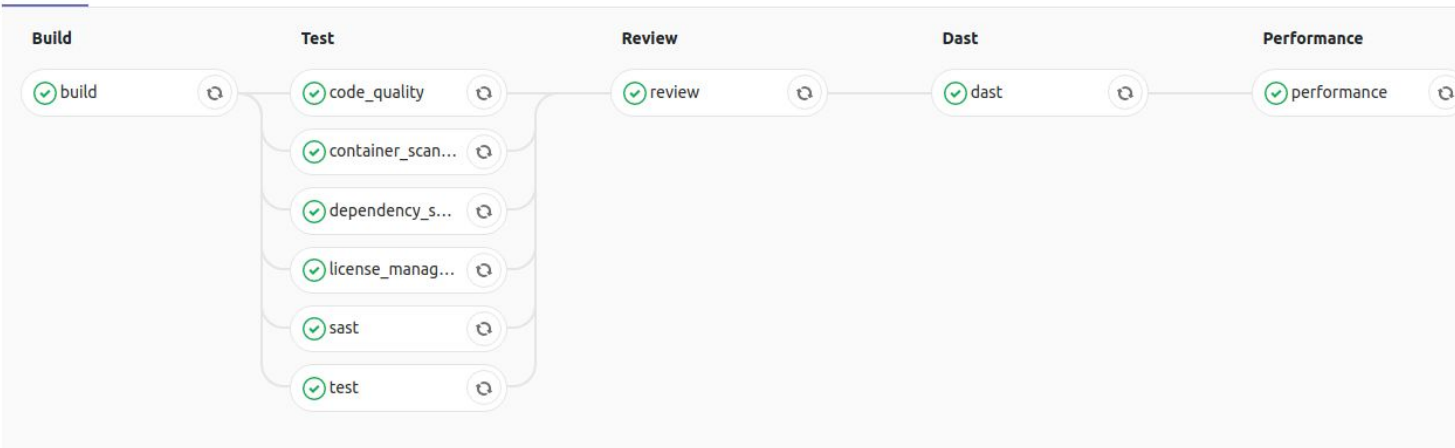 Build
build
Test
code_quality
container_scan...
dependency_s...
license_manag...
sast
test
Review
review
Dast
dast
Performance
performance